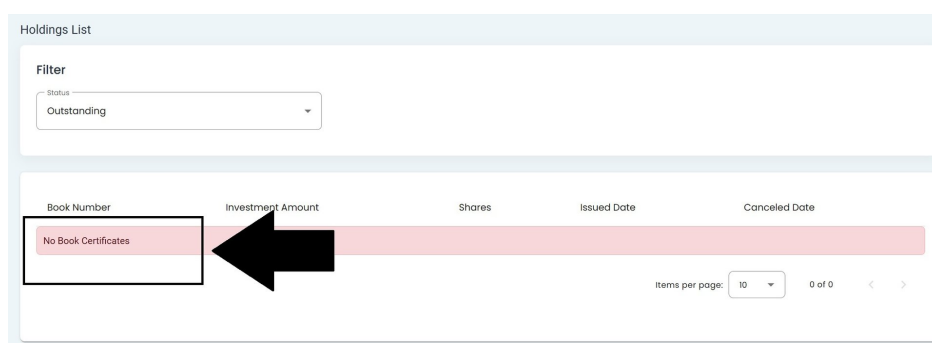 Holdings List
Filter
Status
Outstanding
Book Number Investment Amount Shares Issued Date Canceled Date
No Book Certificates
Items per page: 10 0 of 0